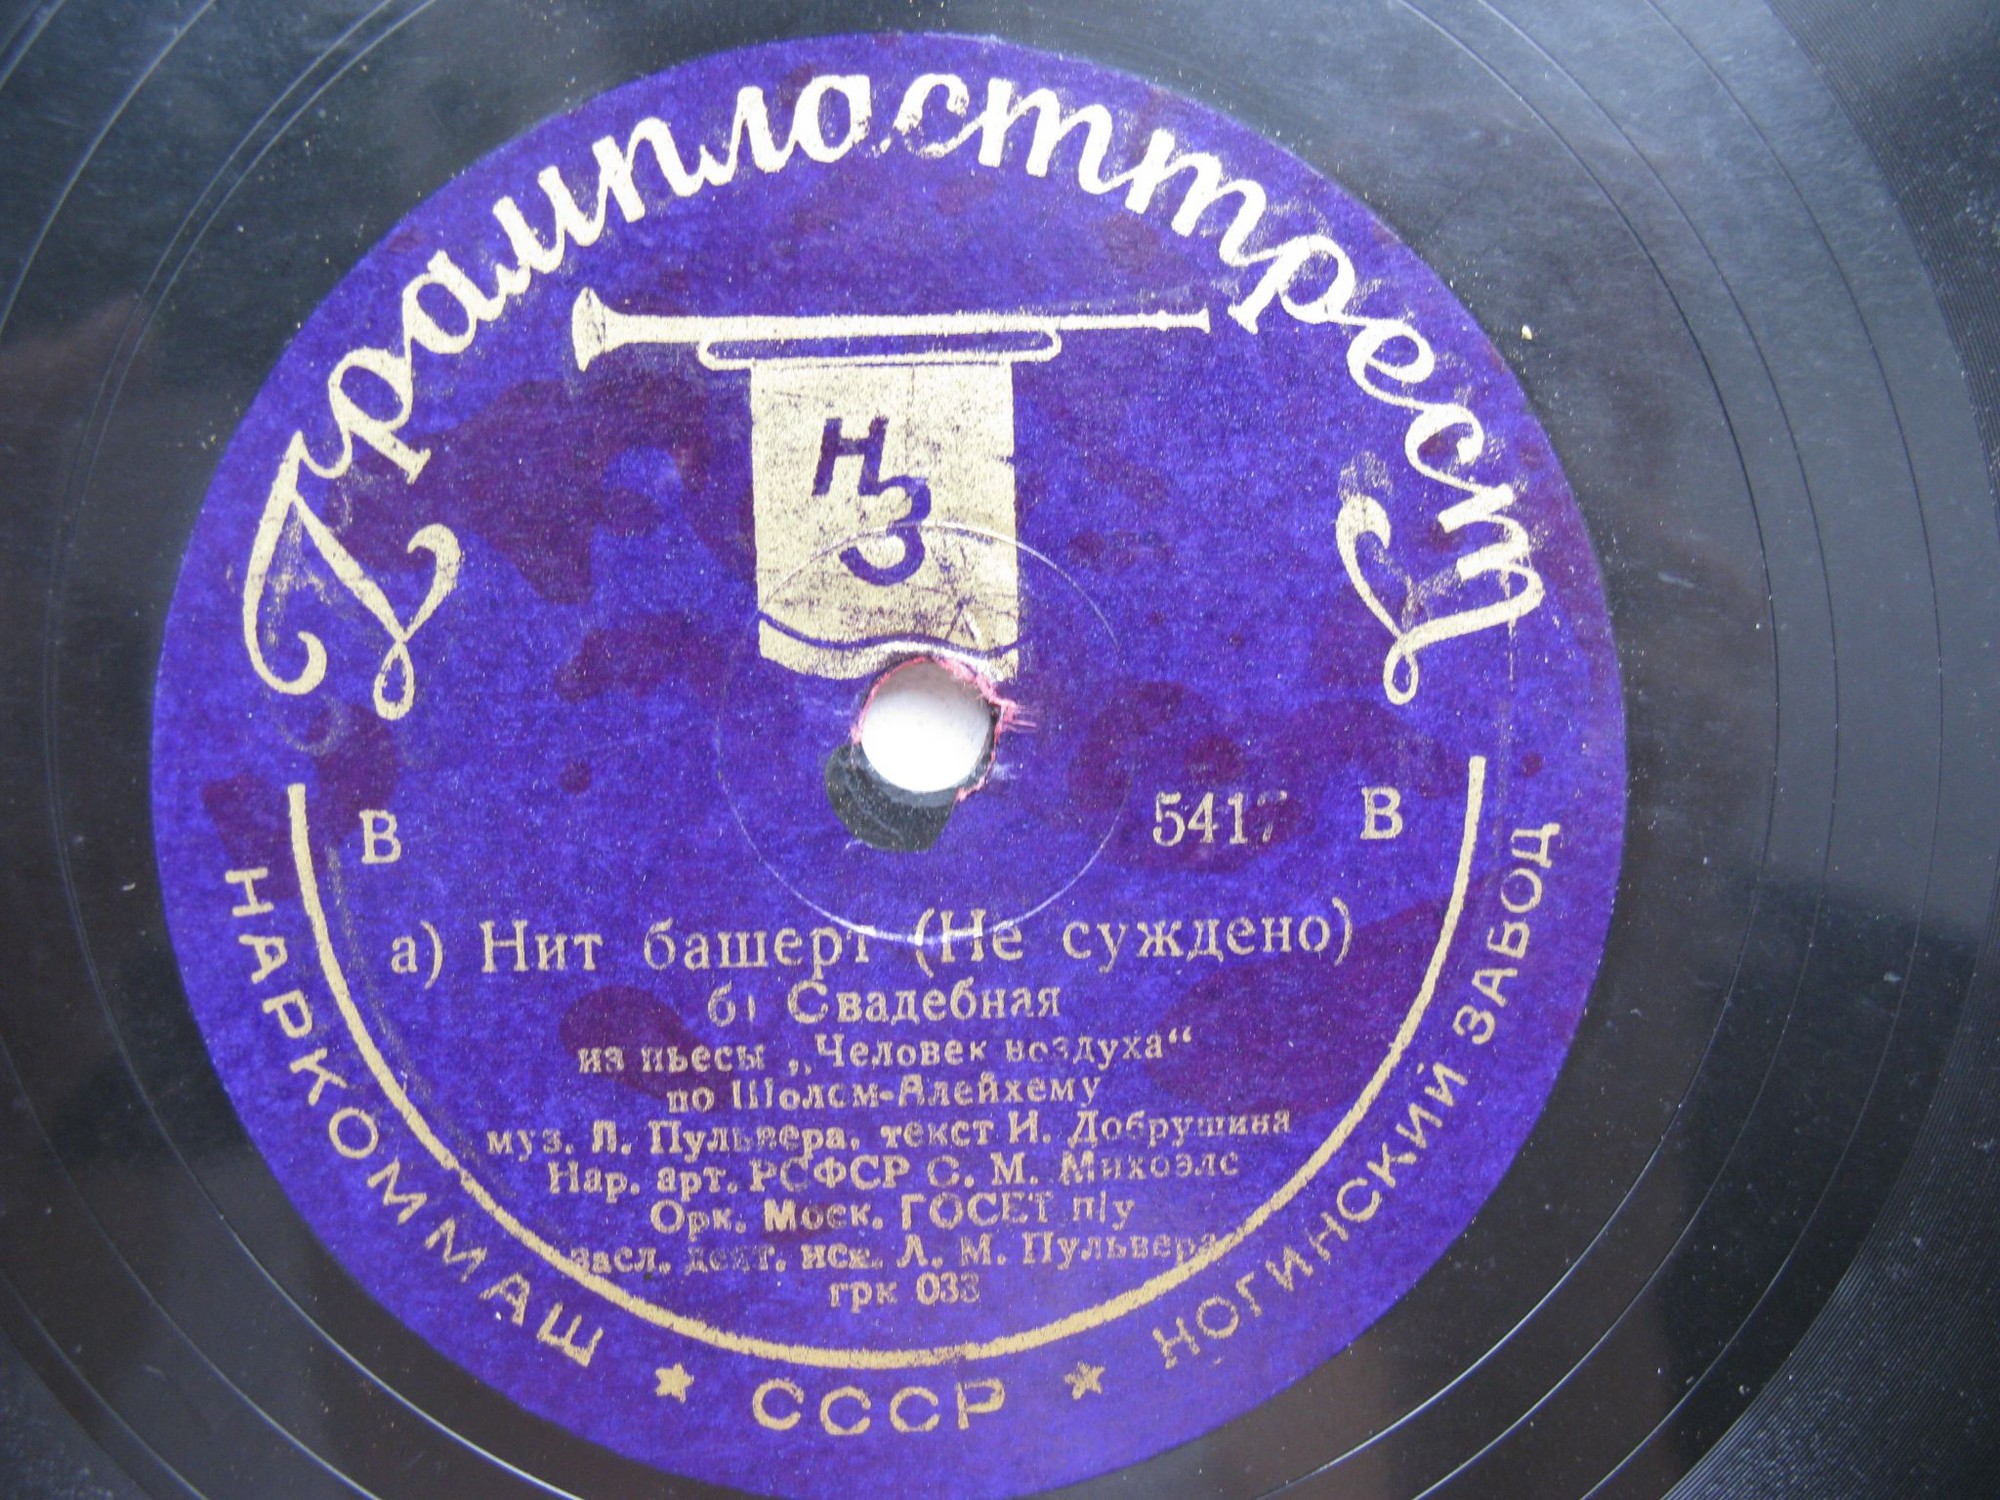 Грампласттрест
НЗ
В 5417 В
а) Нит башерт (Не суждено)
б) Свадебная
из пьесы „Человек воздуха“
по Шолом-Алейхему
муз. Л. Пульвера, текст И. Добрушина
Нар. арт. РСФСР С. М. Михоэлс
Орк. Моск. ГОСЕТ п/у
засл. деят. иск. Л. М. Пульвера
грк 033
НАРКОММАШ ★ СССР ★ НОГИНСКИЙ ЗАВОД